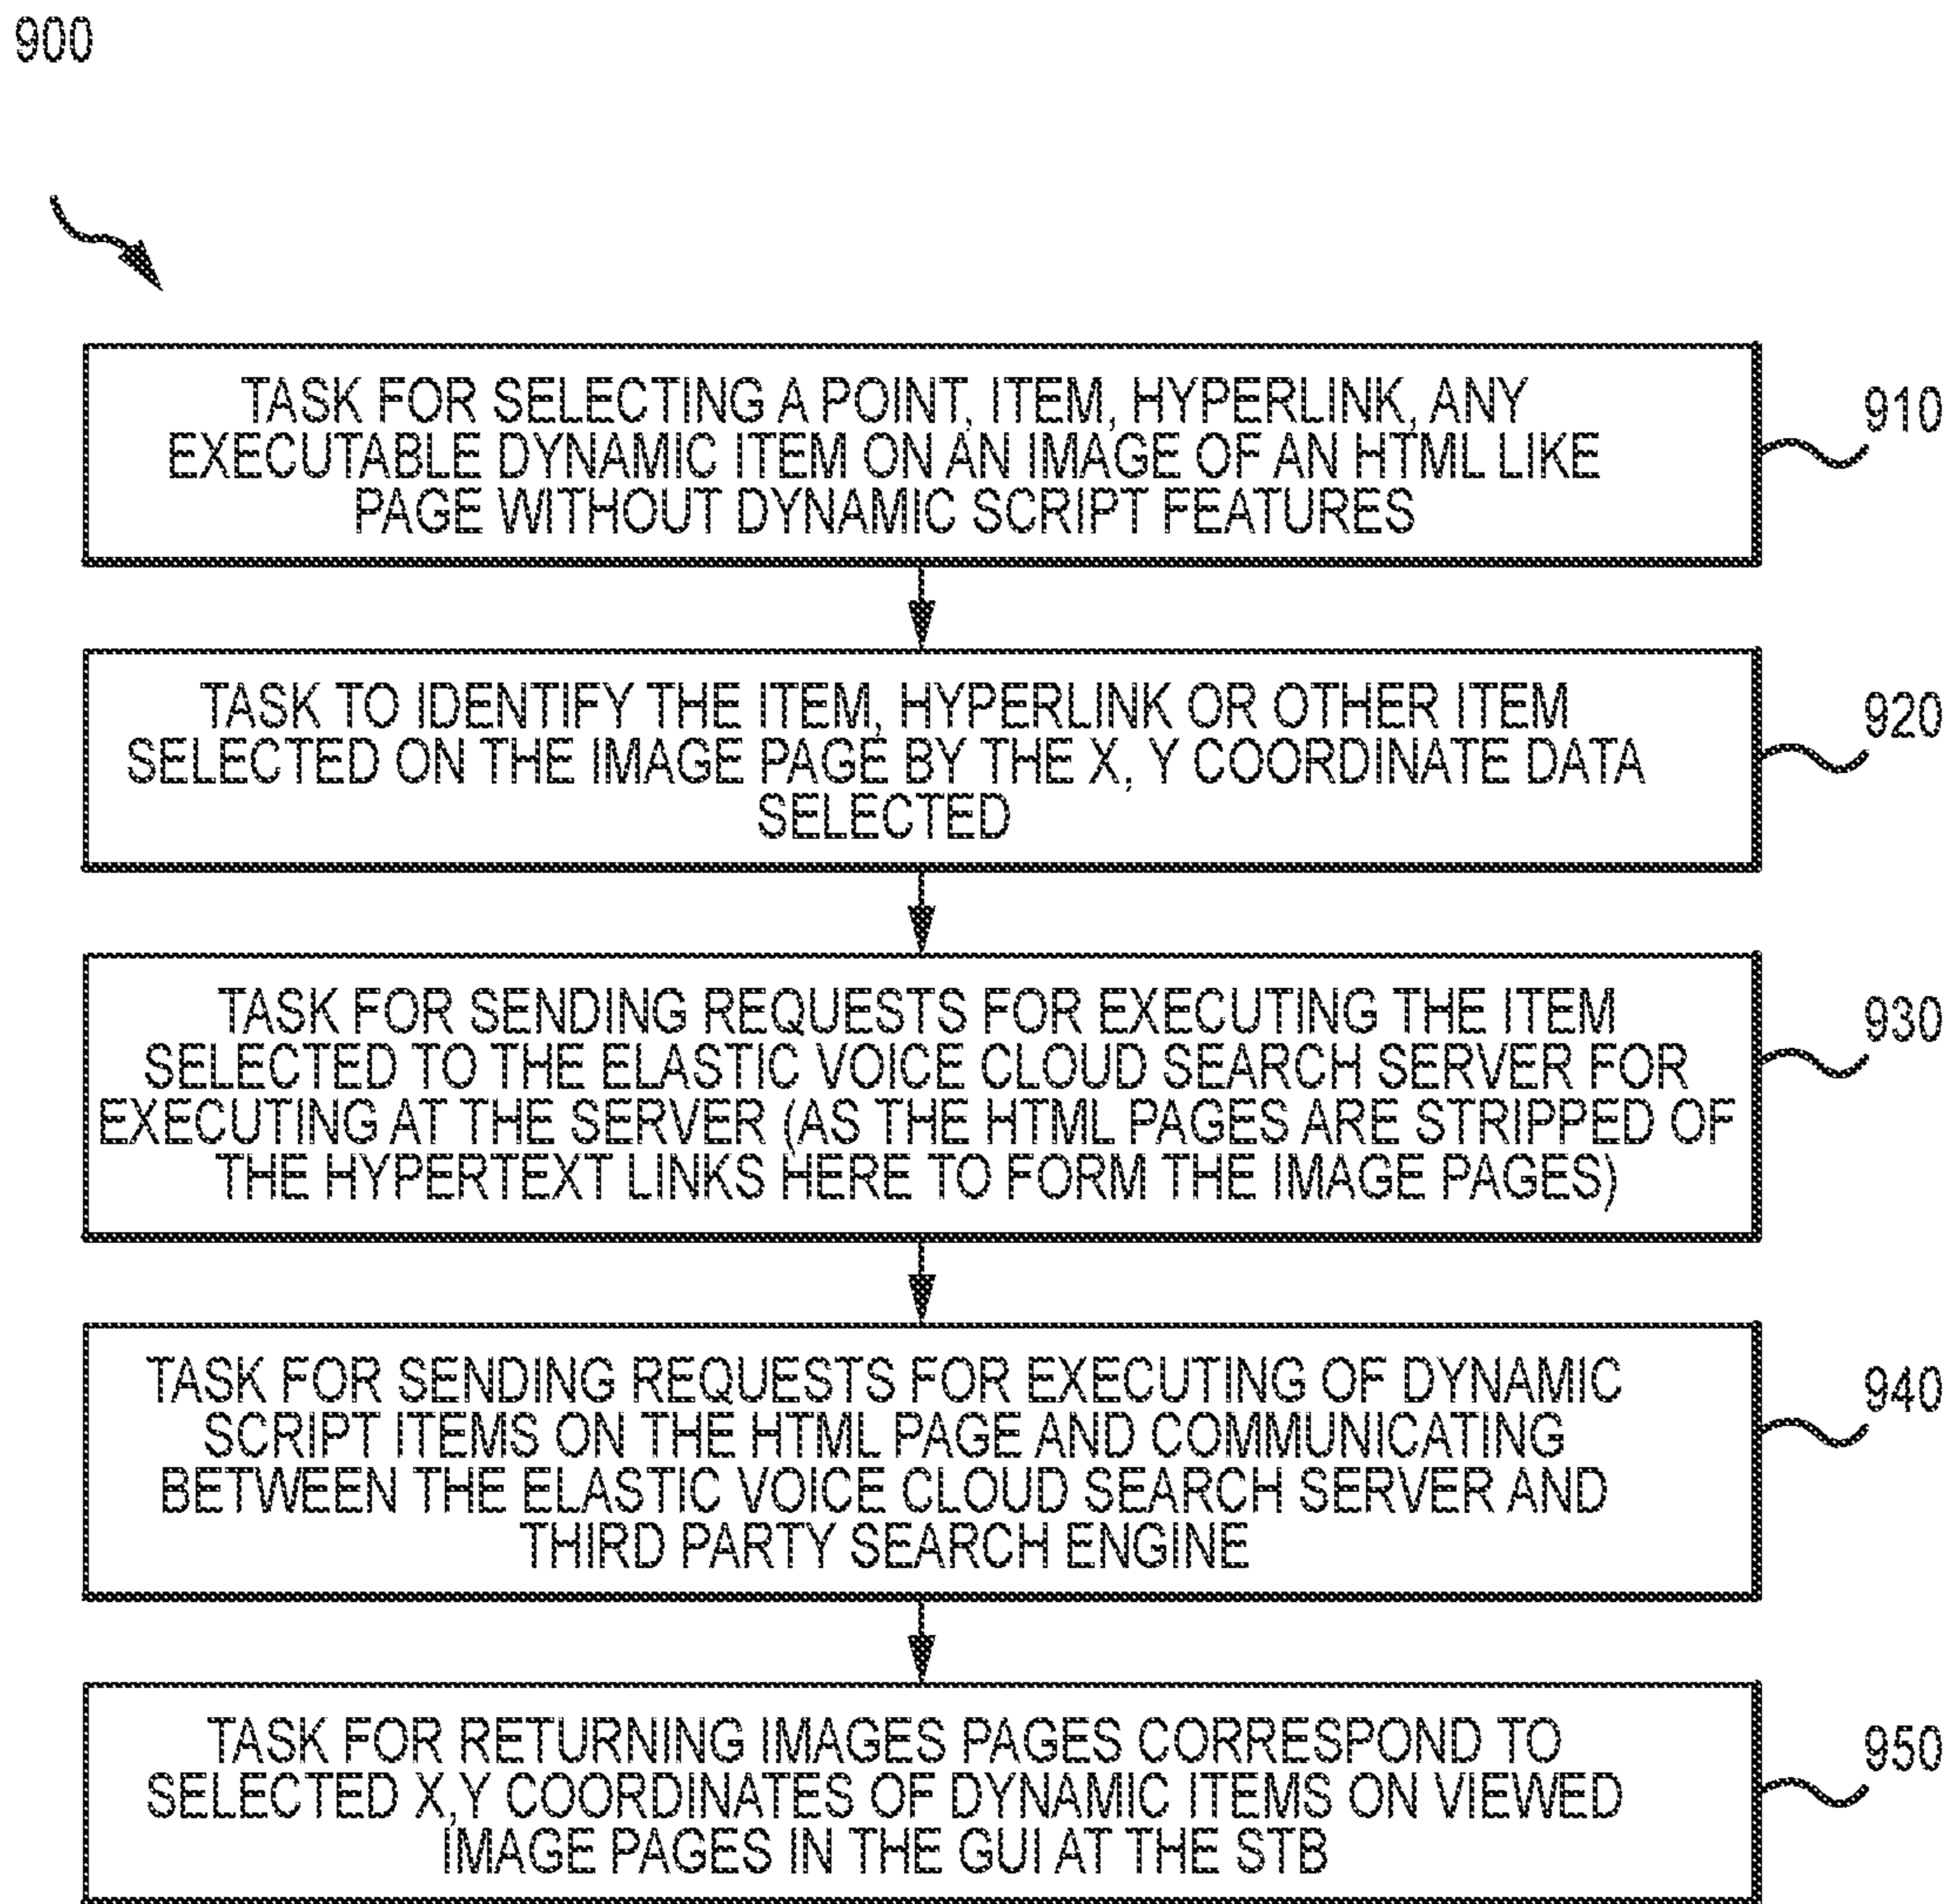 900
TASK FOR SELECTING A POINT, ITEM, HYPERLINK, ANY
EXECUTABLE DYNAMIC ITEM ON AN IMAGE OF AN HTML LIKE
PAGE WITHOUT DYNAMIC SCRIPT FEATURES
910
TASK TO IDENTIFY THE ITEM, HYPERLINK OR OTHER ITEM
SELECTED ON THE IMAGE PAGE BY THE X, Y COORDINATE DATA
SELECTED
920
TASK FOR SENDING REQUESTS FOR EXECUTING THE ITEM
SELECTED TO THE ELASTIC VOICE CLOUD SEARCH SERVER FOR
EXECUTING AT THE SERVER (AS THE HTML PAGES ARE STRIPPED OF
THE HYPERTEXT LINKS HERE TO FORM THE IMAGE PAGES)
930
TASK FOR SENDING REQUESTS FOR EXECUTING OF DYNAMIC
SCRIPT ITEMS ON THE HTML PAGE AND COMMUNICATING
BETWEEN THE ELASTIC VOICE CLOUD SEARCH SERVER AND
THIRD PARTY SEARCH ENGINE
940
TASK FOR RETURNING IMAGES PAGES CORRESPOND TO
SELECTED X,Y COORDINATES OF DYNAMIC ITEMS ON VIEWED
IMAGE PAGES IN THE GUI AT THE STB
950